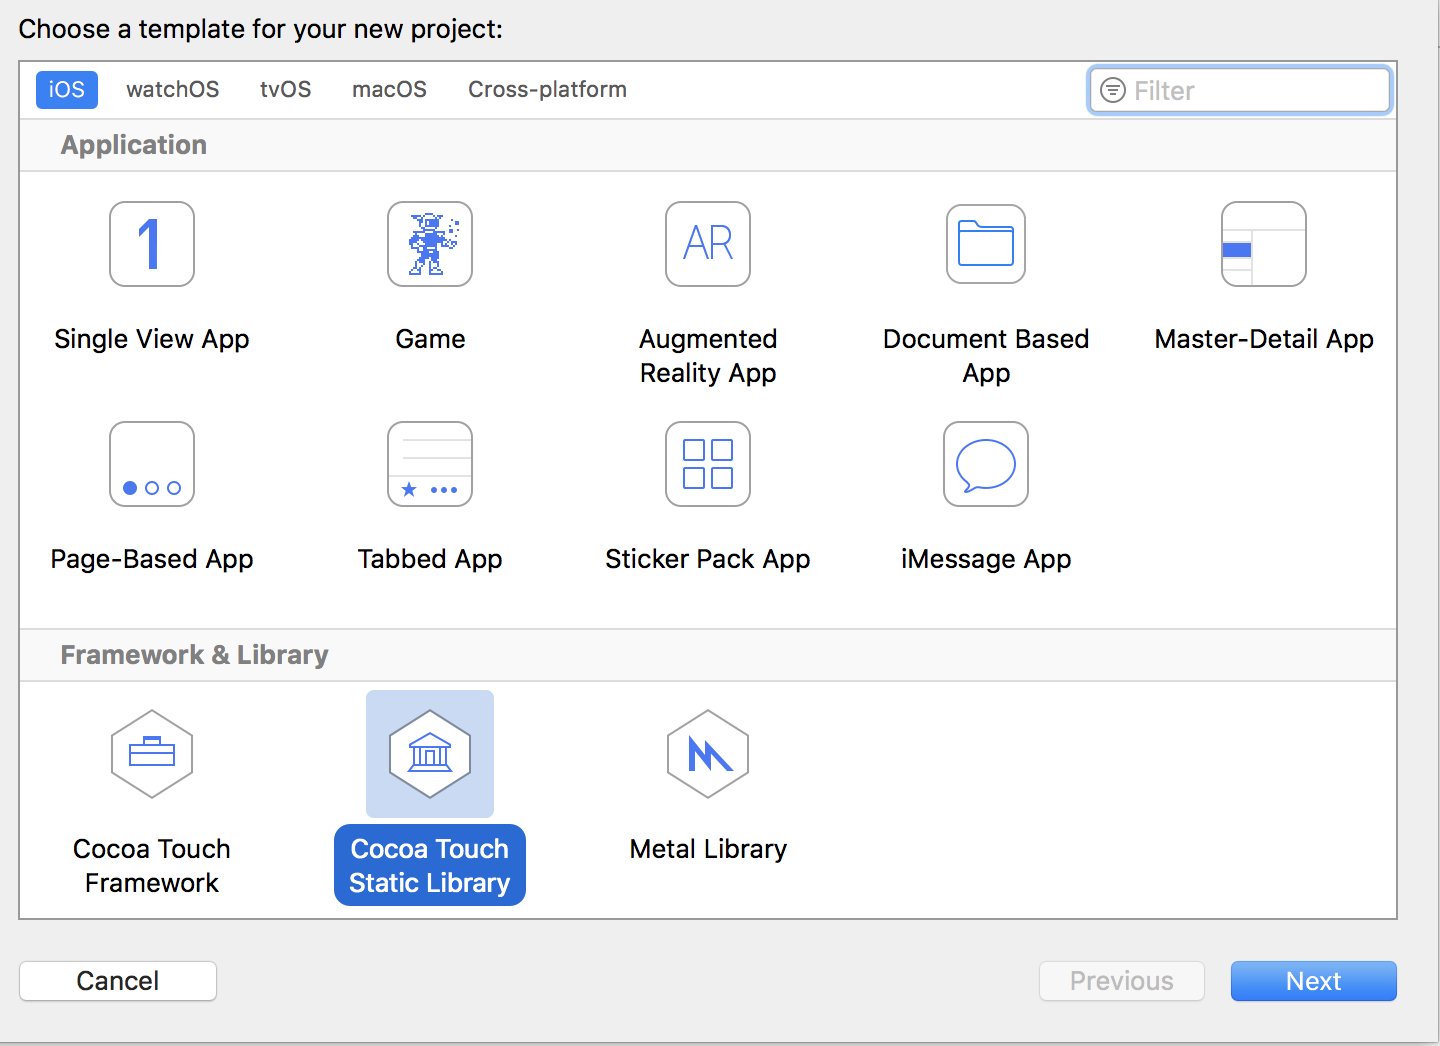 Choose a template for your new project:
iOS watchOS tvOS macOS Cross-platform Filter
Application
1 AR
Single View App Game Augmented Document Based Master-Detail App
Reality App App
Page-Based App Tabbed App Sticker Pack App iMessage App
Framework & Library
Cocoa Touch Cocoa Touch Metal Library
Framework Static Library
Cancel Previous Next